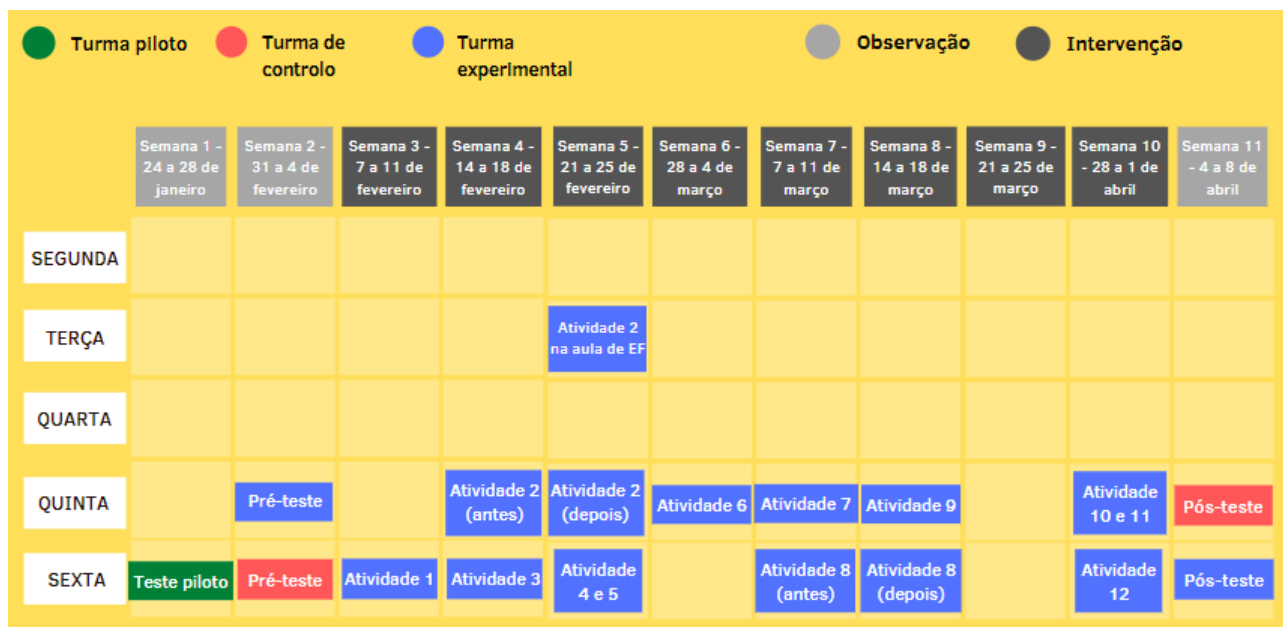 Turma piloto
Turma de
controlo
Turma
experimental
Observação
Intervenção
Semana 1 -
24 a 28 de
janeiro
Semana 2 -
31 a 4 de
fevereiro
Semana 3 -
7 a 11 de
fevereiro
Semana 4 -
14 a 18 de
fevereiro
Semana 5 -
21 a 25 de
fevereiro
Semana 6 -
28 a 4 de
março
Semana 7 -
7 a 11 de
março
Semana 8 -
14 a 18 de
março
Semana 9 -
21 a 25 de
março
Semana 10
- 28 a 1 de
abril
Semana 11
- 4 a 8 de
abril
SEGUNDA
TERÇA
Atividade 2
na aula de EF
QUARTA
QUINTA
Pré-teste
Atividade 2
(antes)
Atividade 2
(depois)
Atividade 6
Atividade 7
Atividade 9
Atividade
10 e 11
Pós-teste
SEXTA
Teste piloto
Pré-teste
Atividade 1
Atividade 3
Atividade
4 e 5
Atividade 8
(antes)
Atividade 8
(depois)
Atividade
12
Pós-teste